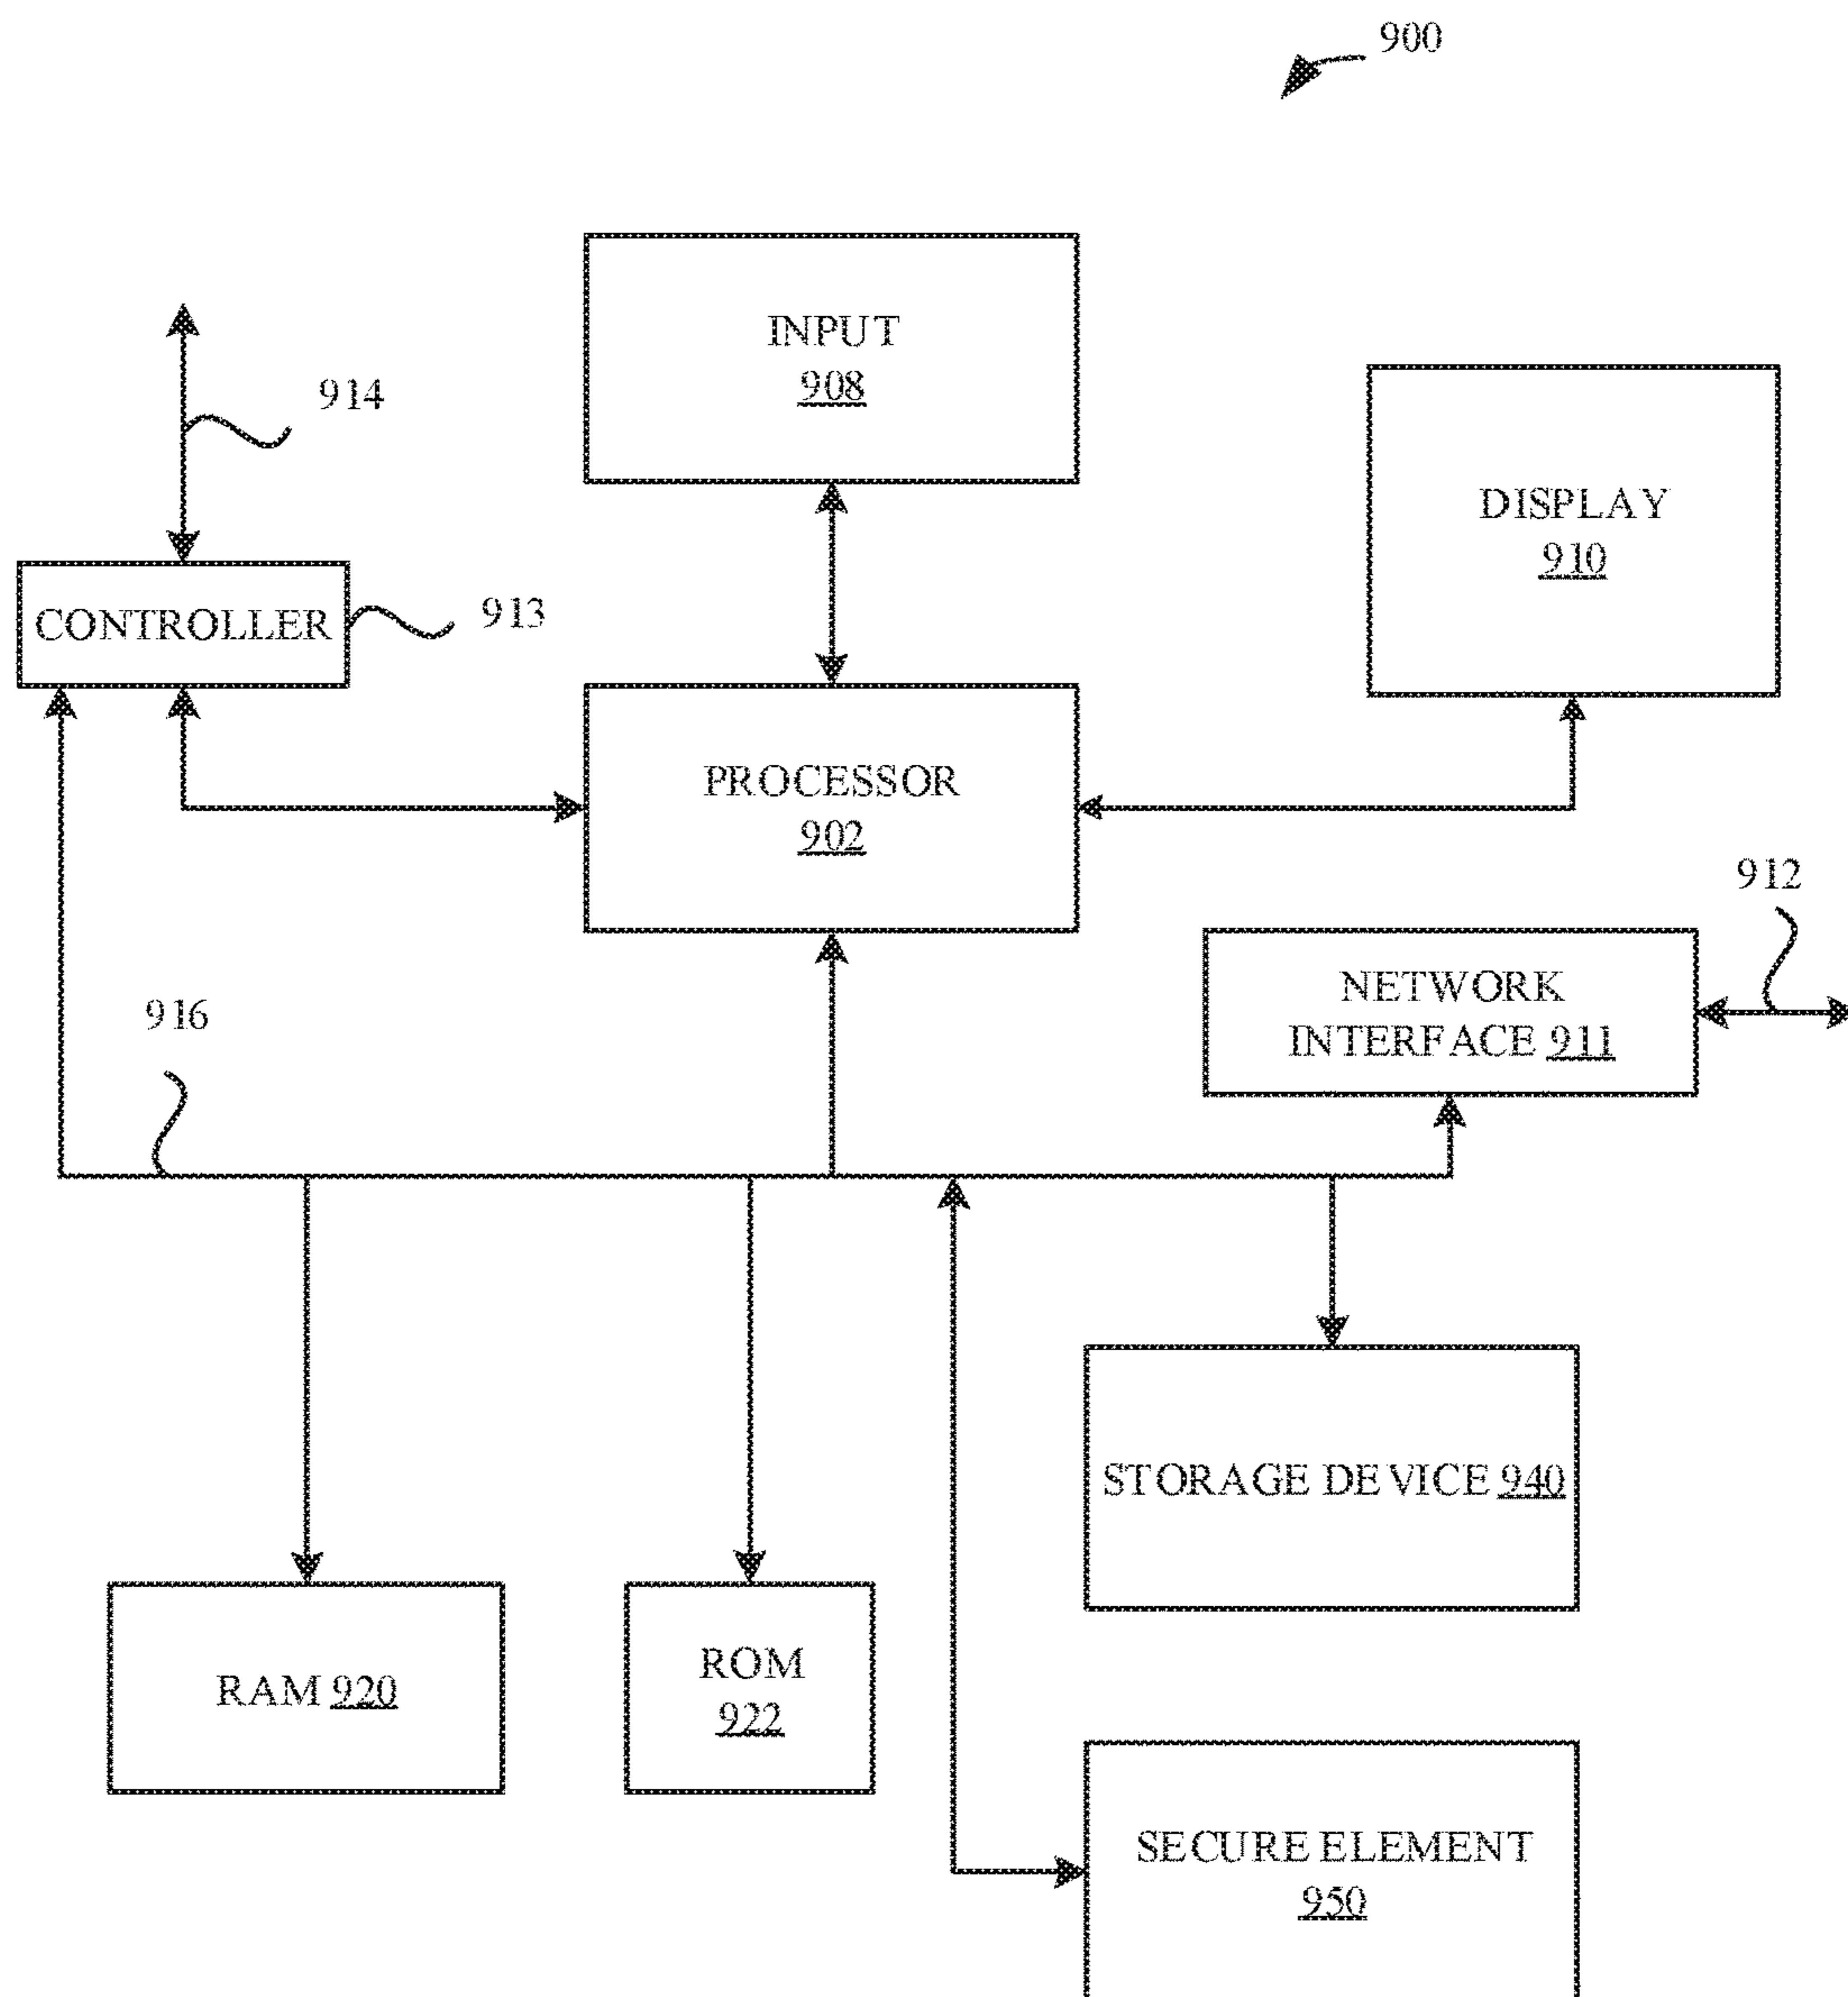 900
INPUT
908
914
DISPLAY
910
CONTROLLER
913
PROCESSOR
902
912
NETWORK
INTERFACE 911
916
STORAGE DEVICE 940
RAM 920
ROM
922
SECURE ELEMENT
950